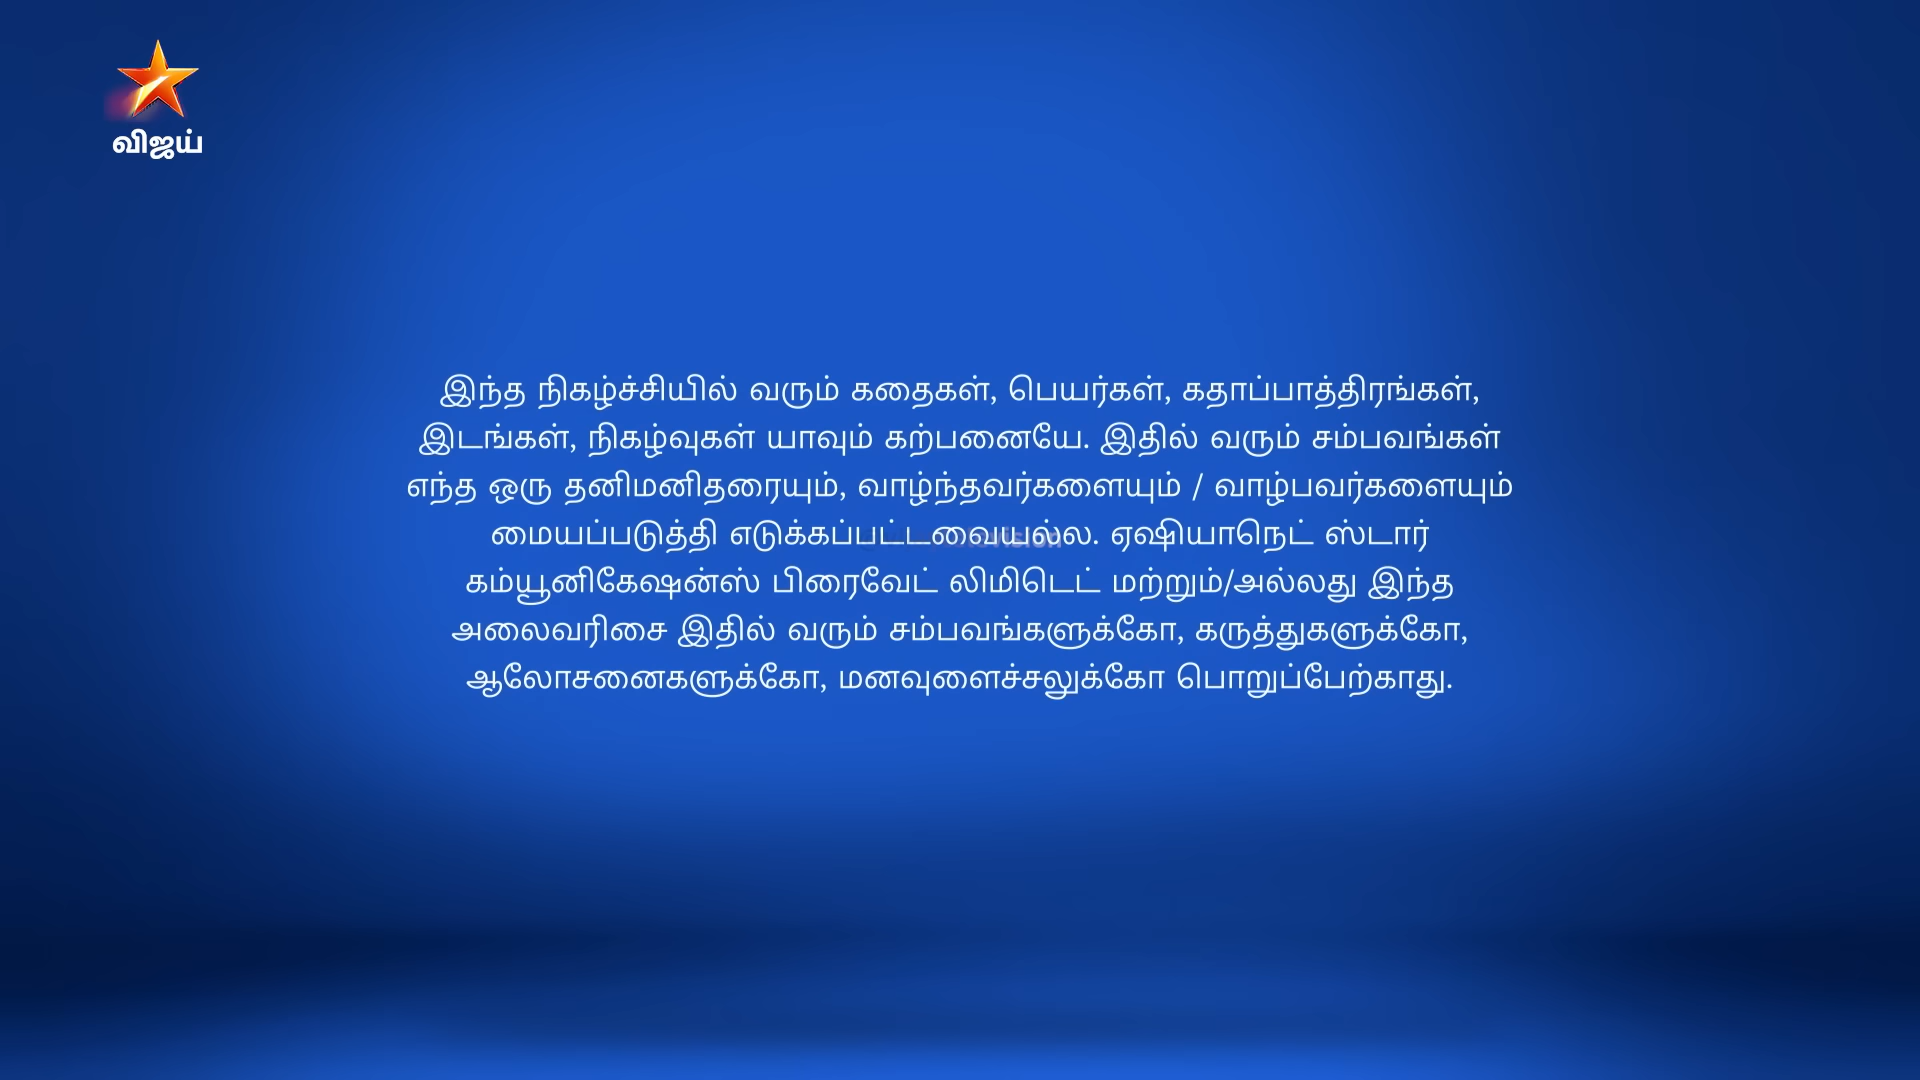 விஜய்
இந்த நிகழ்ச்சியில் வரும் கதைகள், பெயர்கள், கதாப்பாத்திரங்கள்,
இடங்கள், நிகழ்வுகள் யாவும் கற்பனையே. இதில் வரும் சம்பவங்கள்
எந்த ஒரு தனிமனிதரையும், வாழ்ந்தவர்களையும் / வாழ்பவர்களையும்
மையப்படுத்தி எடுக்கப்பட்டவையல்ல. ஏஷியாநெட் ஸ்டார்
கம்யூனிகேஷன்ஸ் பிரைவேட் லிமிடெட் மற்றும்/அல்லது இந்த
அலைவரிசை இதில் வரும் சம்பவங்களுக்கோ, கருத்துகளுக்கோ,
ஆலோசனைகளுக்கோ, மனவுளைச்சலுக்கோ பொறுப்பேற்காது.